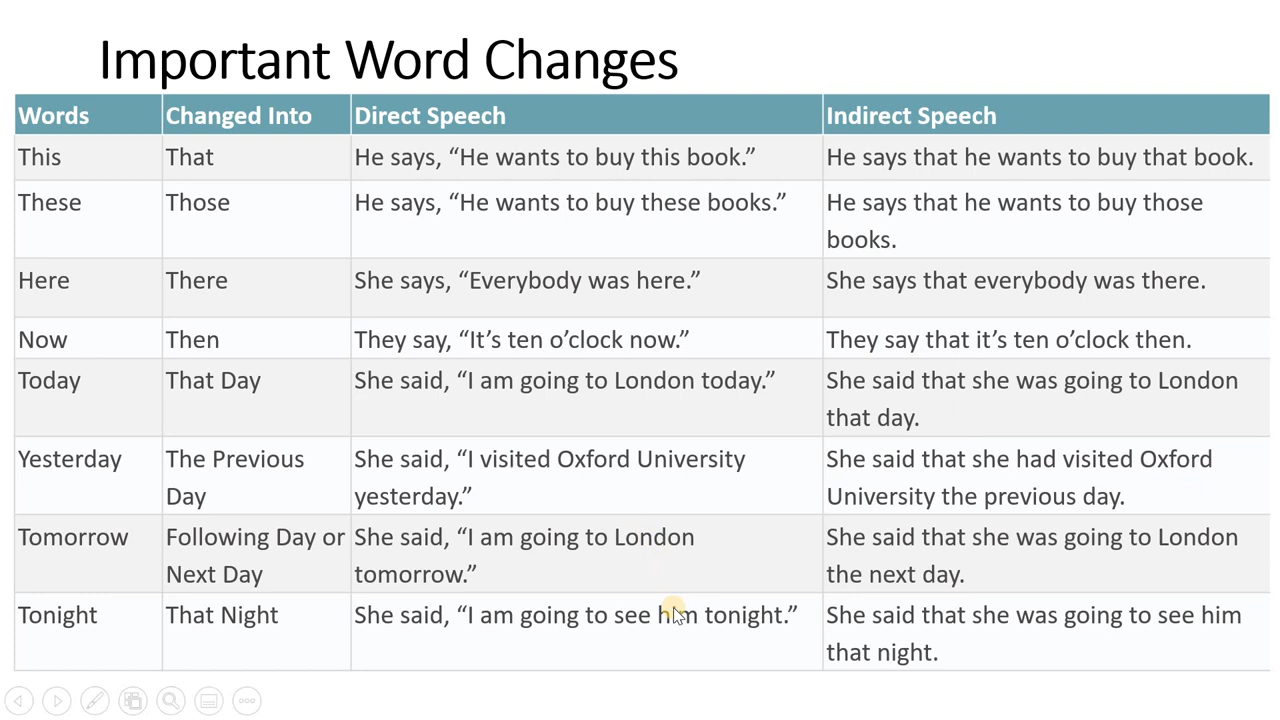 Important Word Changes
Words Changed Into Direct Speech Indirect Speech
This That He says, “He wants to buy this book.” He says that he wants to buy that book.
These Those He says, “He wants to buy these books.” He says that he wants to buy those
books.
Here There She says, “Everybody was here.” She says that everybody was there.
Now Then They say, “It’s ten o’clock now.” They say that it’s ten o’clock then.
Today That Day She said, “I am going to London today.” She said that she was going to London
that day.
Yesterday The Previous She said, “I visited Oxford University She said that she had visited Oxford
Day yesterday.” University the previous day.
Tomorrow Following Day or She said, “I am going to London She said that she was going to London
Next Day tomorrow.” the next day.
Tonight That Night She said, “I am going to see him tonight.” She said that she was going to see him
that night.